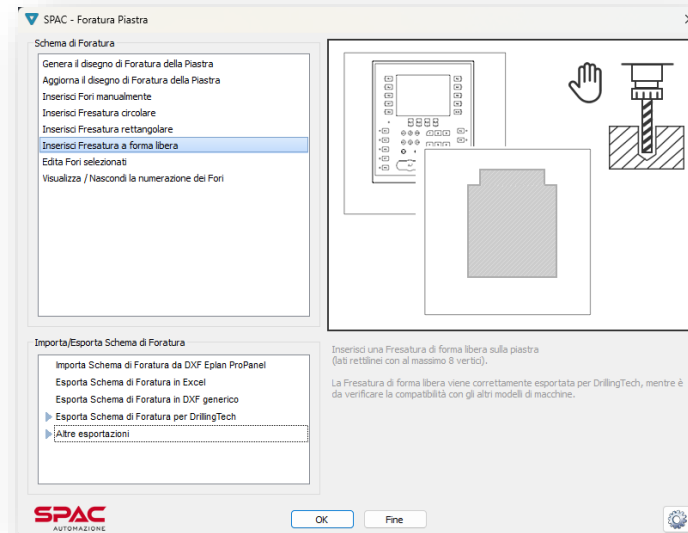 SPAC - Foratura Piastra
Schema di Foratura
Genera il disegno di Foratura della Piastra
Aggiorna il disegno di Foratura della Piastra
Inserisci Fori manualmente
Inserisci Fresatura circolare
Inserisci Fresatura rettangolare
Inserisci Fresatura a forma libera
Edita Fori selezionati
Visualizza / Nascondi la numerazione dei Fori
Importa/Esporta Schema di Foratura
Importa Schema di Foratura da DXF Eplan ProPanel
Esporta Schema di Foratura in Excel
Esporta Schema di Foratura in DXF generico
Esporta Schema di Foratura per DrillingTech
Altre esportazioni
Inserisci una Fresatura di forma libera sulla piastra
(lati rettilinei con al massimo 8 vertici).
La Fresatura di forma libera viene correttamente esportata per DrillingTech, mentre è
da verificare la compatibilità con gli altri modelli di macchine.
SPAC
AUTOMAZIONE
OK
Fine